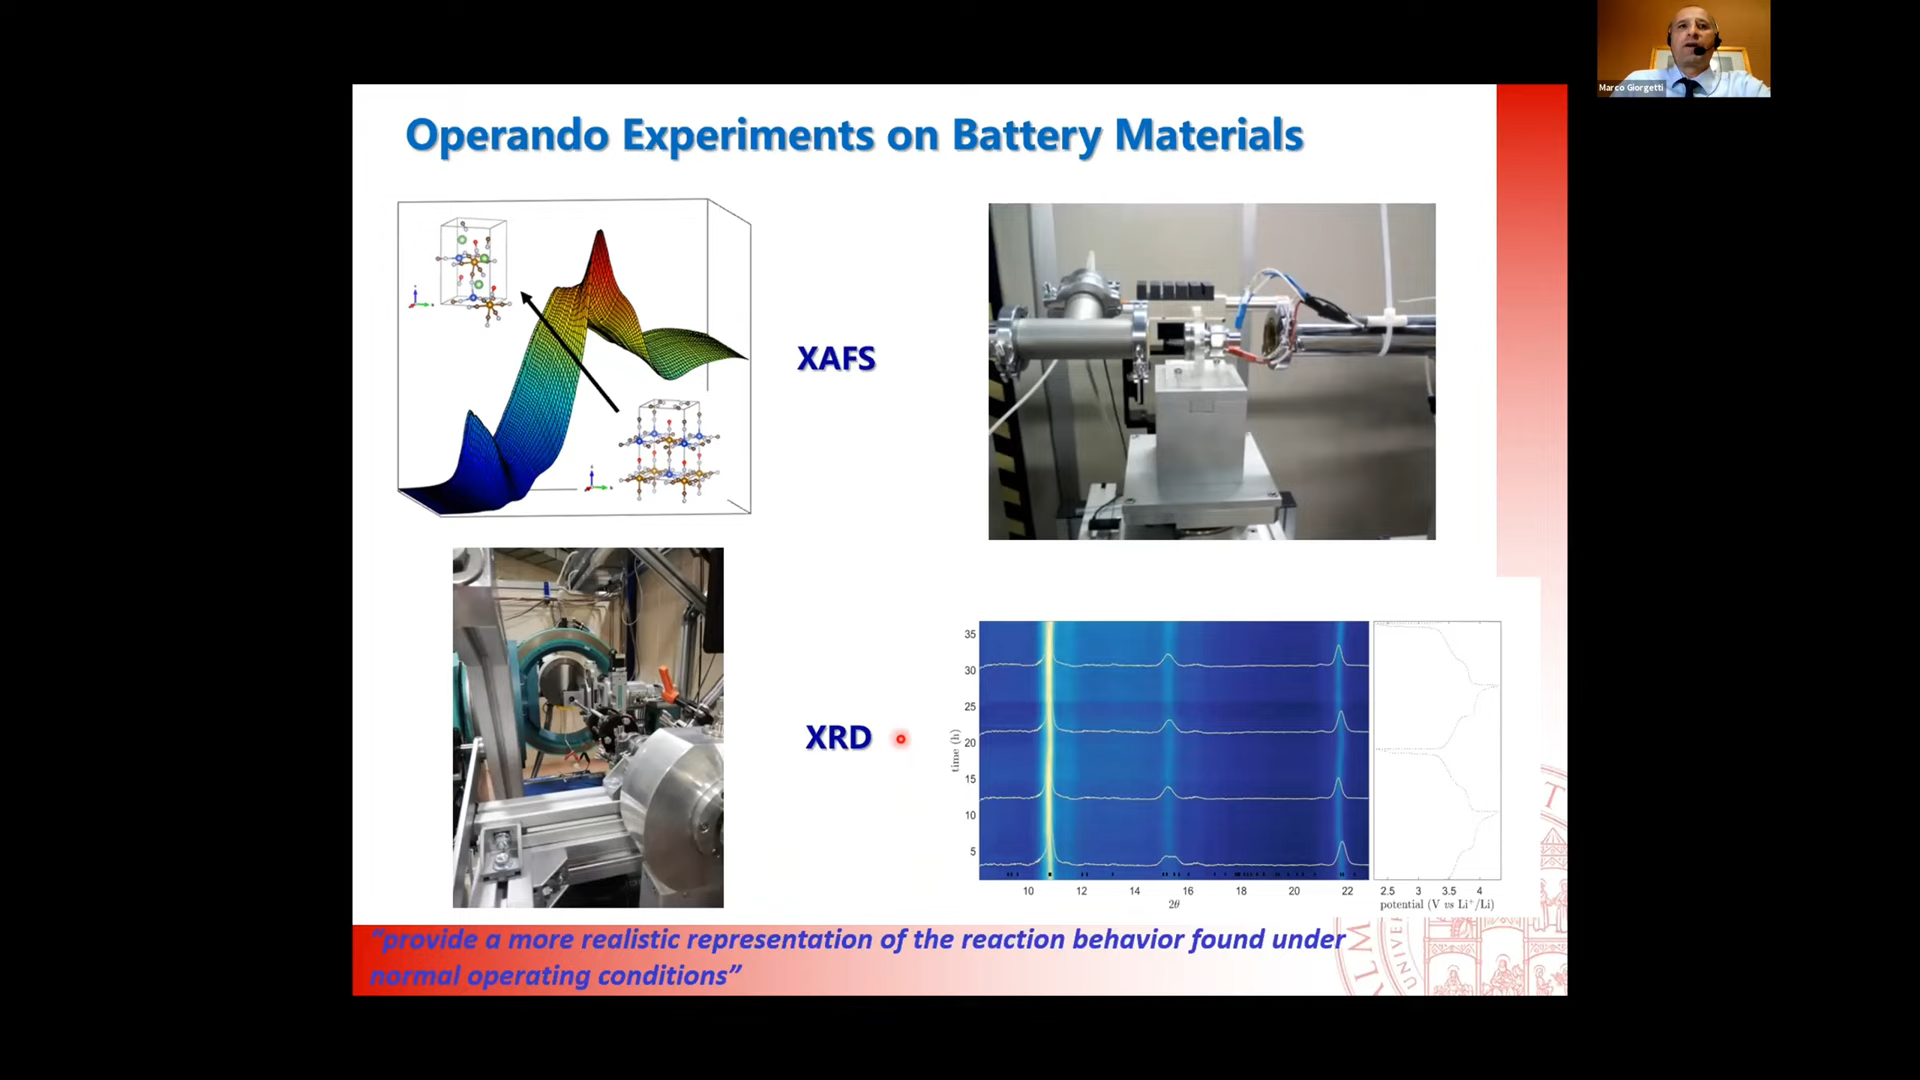 Marco Giorgetti
Operando Experiments on Battery Materials
XAFS
XRD
35
30
25
20
15
10
5
time (h)
10 12 14 16 18 20 22
2θ
2.5 3 3.5 4
potential (V vs Li⁺/Li)
"provide a more realistic representation of the reaction behavior found under
normal operating conditions"